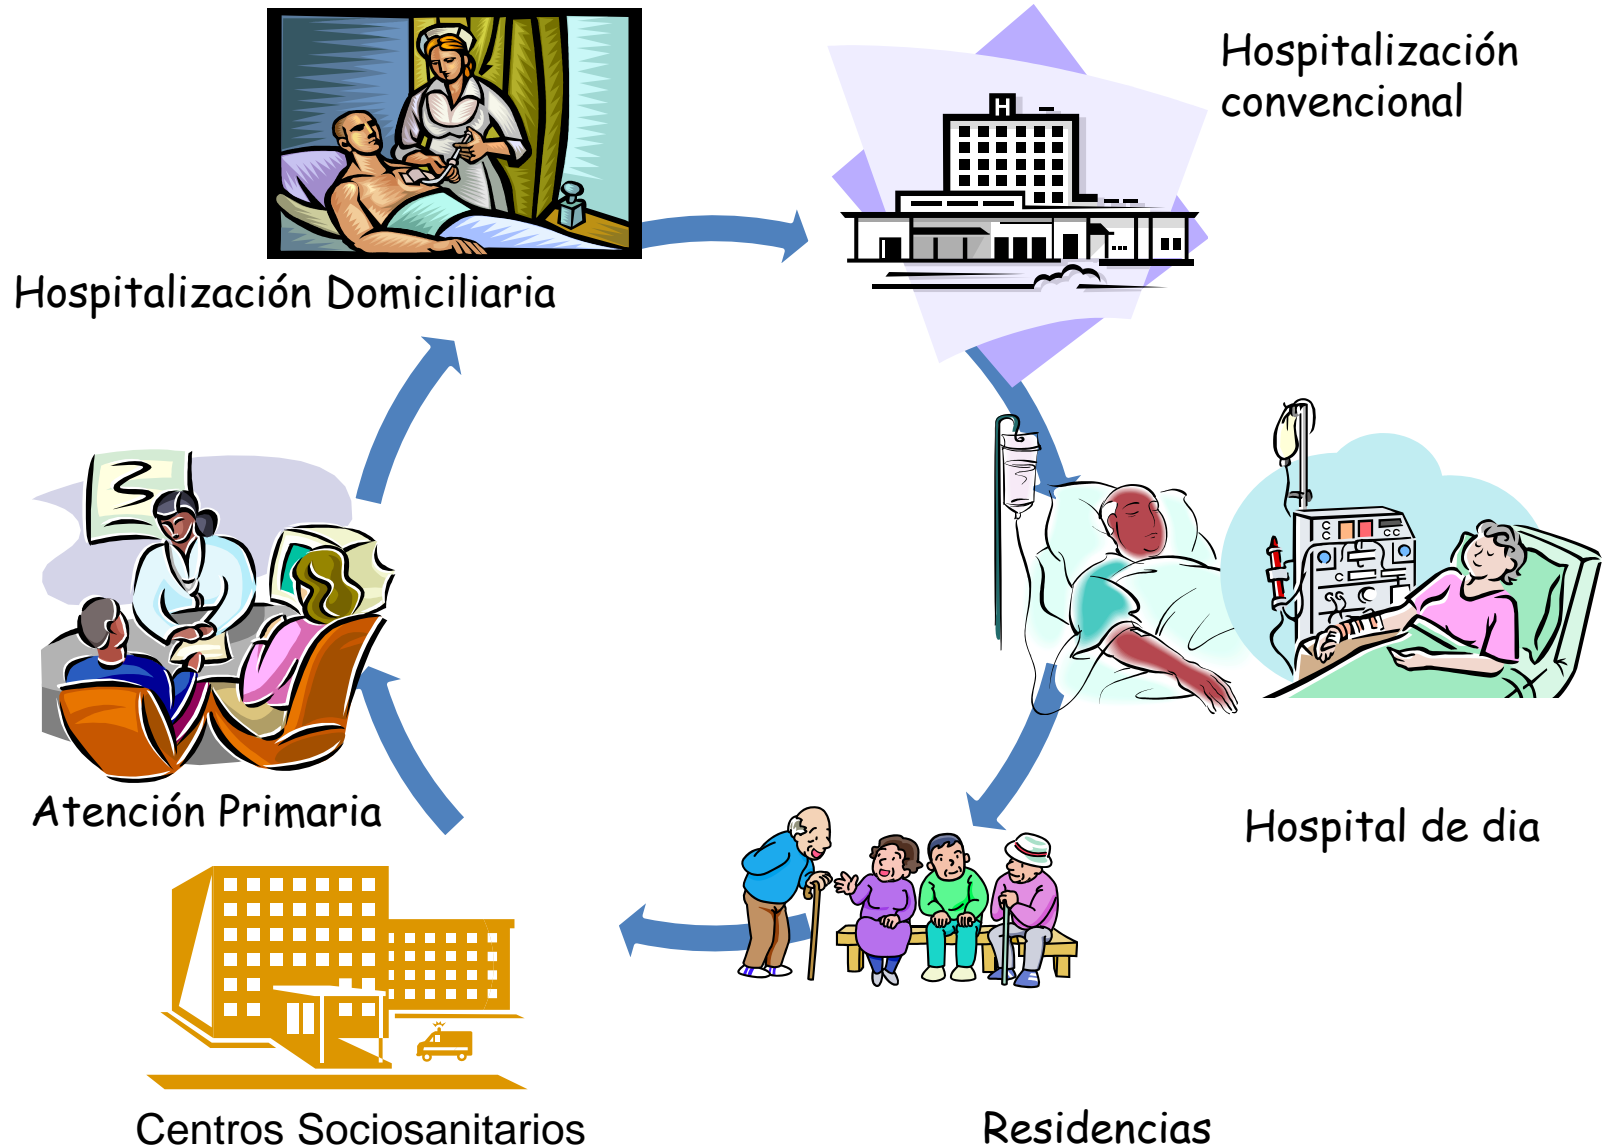 Hospitalización
convencional
H
Hospitalización Domiciliaria
Atención Primaria
Hospital de dia
Centros Sociosanitarios
Residencias